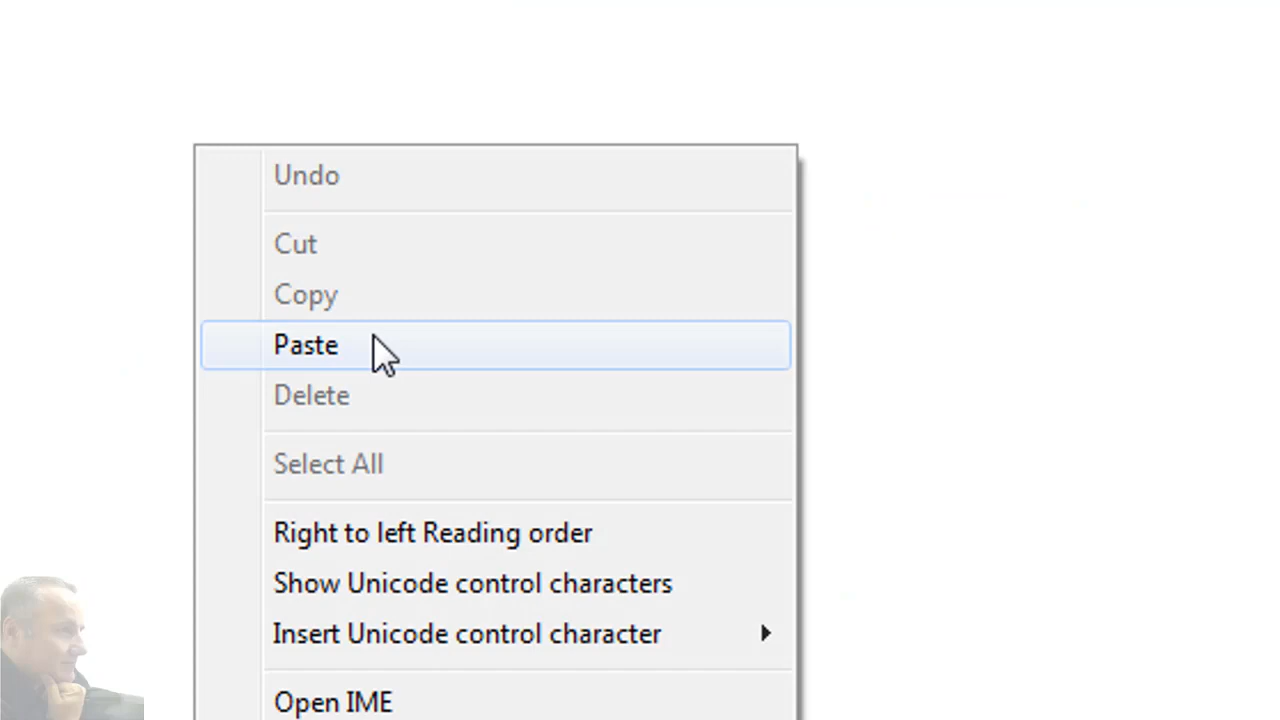 Undo
Cut
Copy
Paste
Delete
Select All
Right to left Reading order
Show Unicode control characters
Insert Unicode control character
Open IME